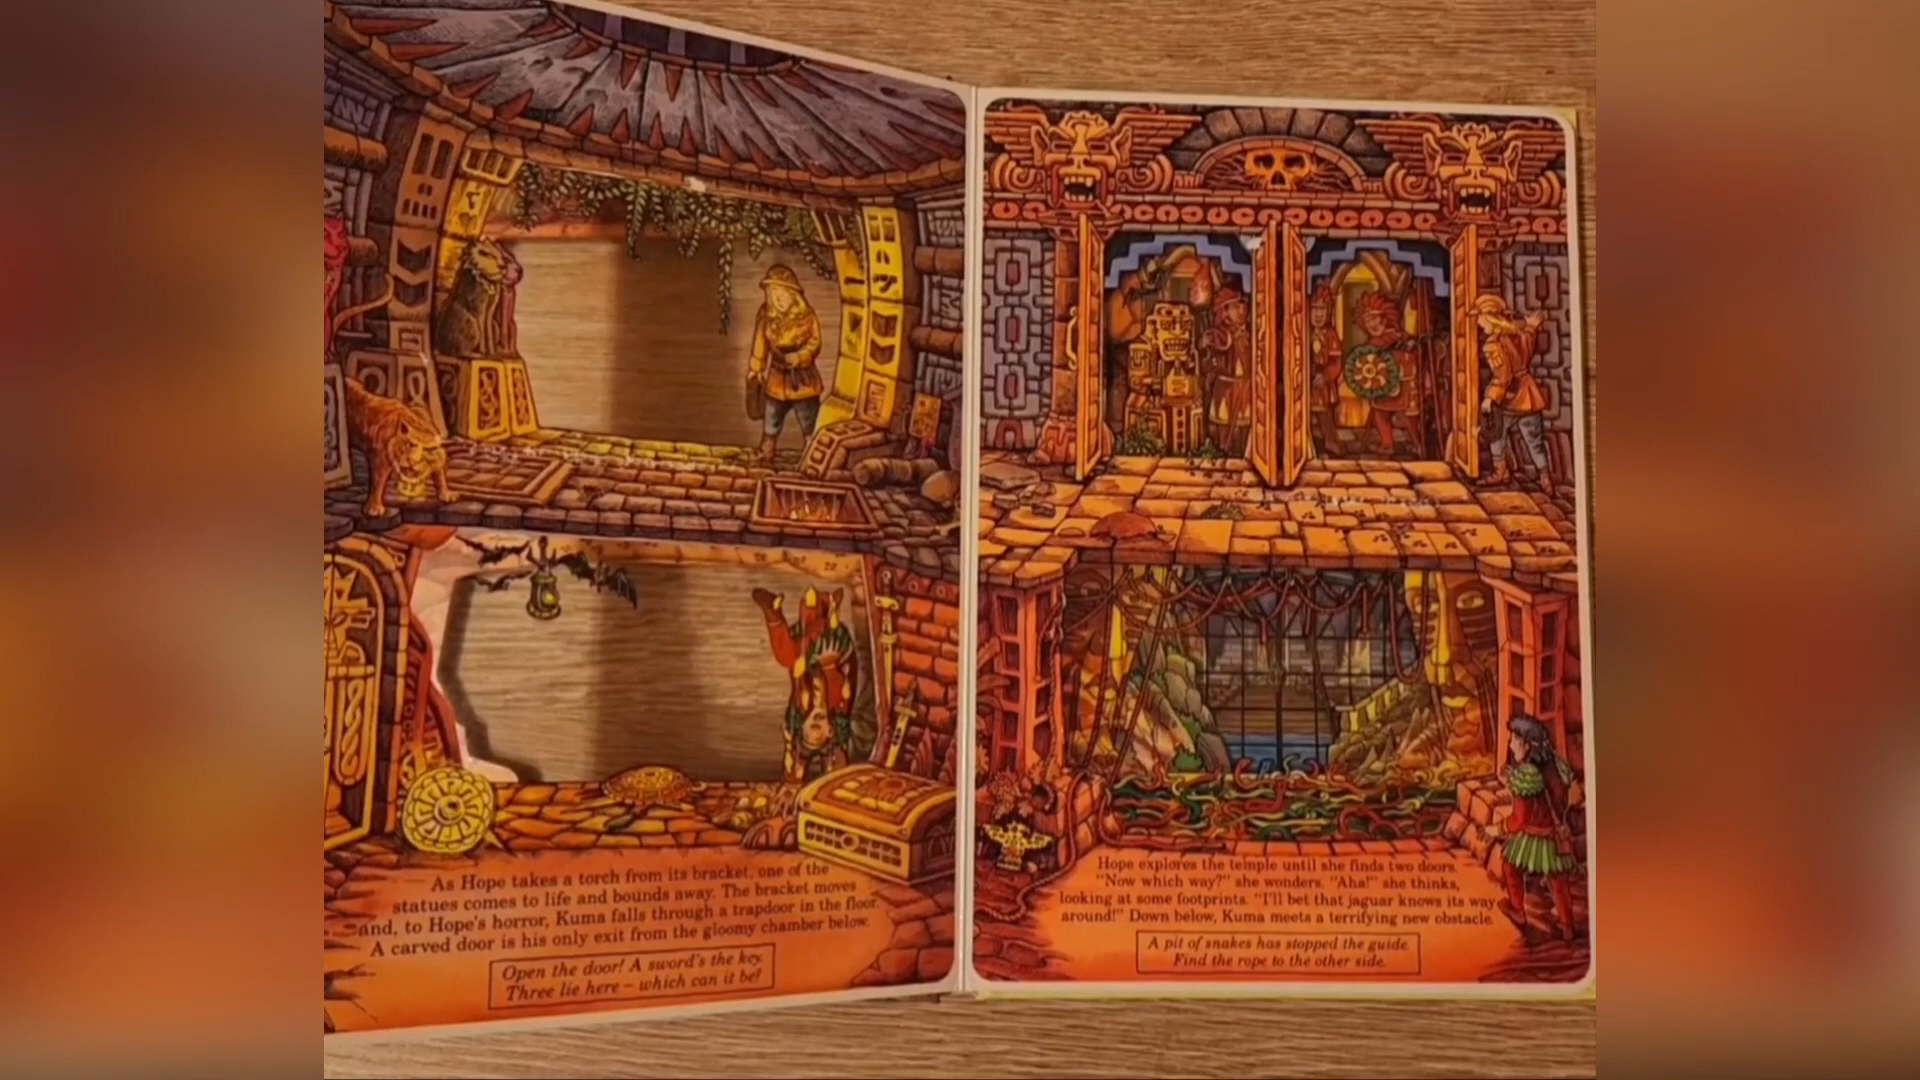 As Hope takes a torch from its bracket, one of the
statues comes to life and bounds away. The bracket moves
and, to Hope's horror, Kuma falls through a trapdoor in the floor.
A carved door is his only exit from the gloomy chamber below.
Open the door! A sword's the key.
Three lie here – which can it be?
Hope explores the temple until she finds two doors.
"Now which way?" she wonders. "Aha!" she thinks,
looking at some footprints. "I'll bet that jaguar knows its way
around!" Down below, Kuma meets a terrifying new obstacle.
A pit of snakes has stopped the guide.
Find the rope to the other side.